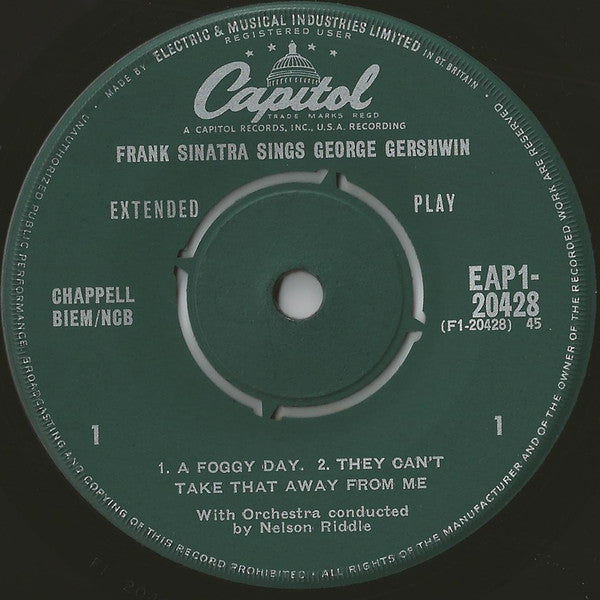 MADE BY ELECTRIC & MUSICAL INDUSTRIES LIMITED IN GT. BRITAIN
REGISTERED USER
Capitol
TRADE MARKS REGD
A CAPITOL RECORDS, INC., U.S.A. RECORDING
FRANK SINATRA SINGS GEORGE GERSHWIN
EXTENDED PLAY
CHAPPELL
BIEM/NCB
EAP1-
20428
(F1-20428) 45
1 1
1. A FOGGY DAY. 2. THEY CAN'T
TAKE THAT AWAY FROM ME
With Orchestra conducted
by Nelson Riddle
UNAUTHORIZED PUBLIC PERFORMANCE, BROADCASTING AND COPYING OF THIS RECORD PROHIBITED · ALL RIGHTS OF THE MANUFACTURER AND OF THE OWNER OF THE RECORDED WORK ARE RESERVED ·